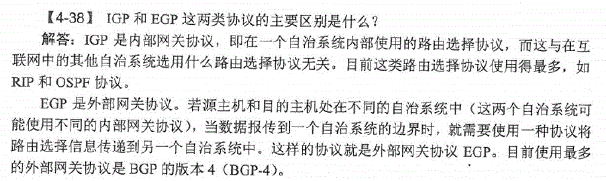 【4-38】 IGP 和 EGP 这两类协议的主要区别是什么？
解答：IGP 是内部网关协议，即在一个自治系统内部使用的路由选择协议，而这与在互
联网中的其他自治系统选用什么路由选择协议无关。目前这类路由选择协议使用得最多，如
RIP 和 OSPF 协议。
EGP 是外部网关协议。若源主机和目的主机处在不同的自治系统中（这两个自治系统可
能使用不同的内部网关协议），当数据报传到一个自治系统的边界时，就需要使用一种协议将
路由选择信息传递到另一个自治系统中。这样的协议就是外部网关协议 EGP。目前使用最多
的外部网关协议是 BGP 的版本 4（BGP-4）。